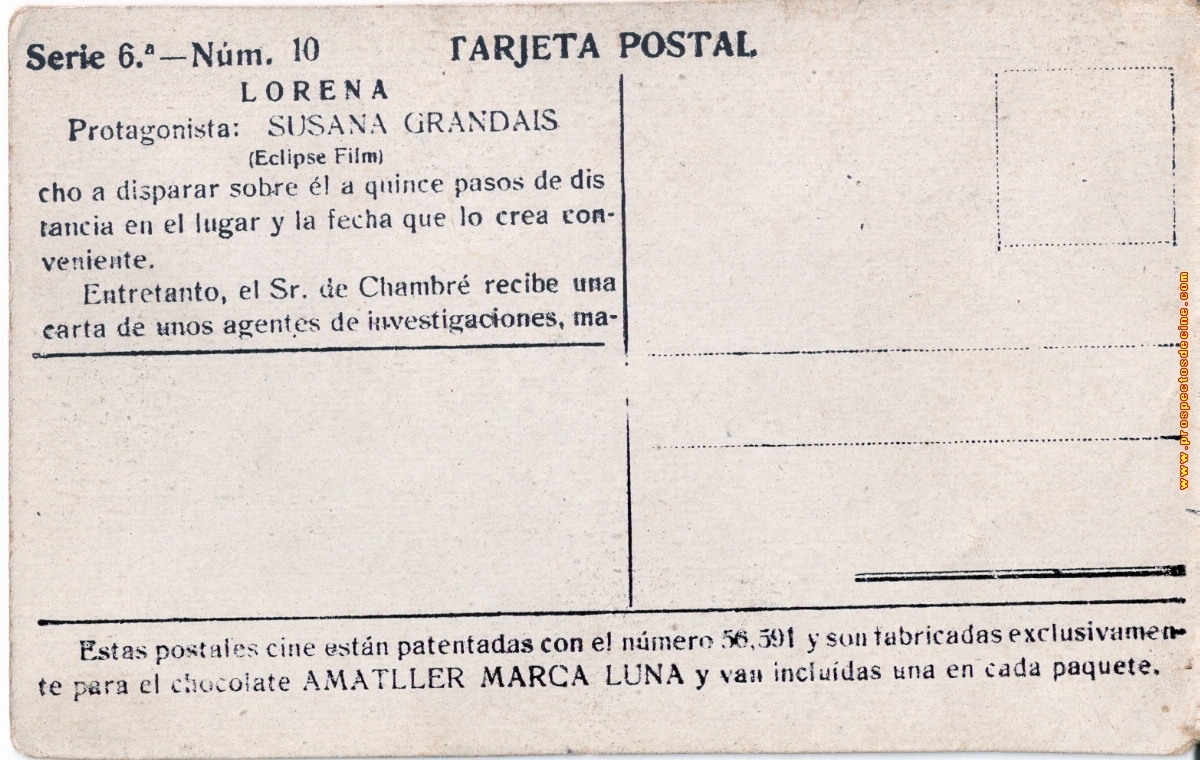 Serie 6.ª—Núm. 10
TARJETA POSTAL
LORENA
Protagonista: SUSANA GRANDAIS
(Eclipse Film)
cho a disparar sobre él a quince pasos de dis
tancia en el lugar y la fecha que lo crea con-
veniente.
Entretanto, el Sr. de Chambré recibe una
carta de unos agentes de investigaciones, ma-
Estas postales cine están patentadas con el número 56,591 y son fabricadas exclusivamen-
te para el chocolate AMATLLER MARCA LUNA y van incluídas una en cada paquete.
www.prospectosdecine.com